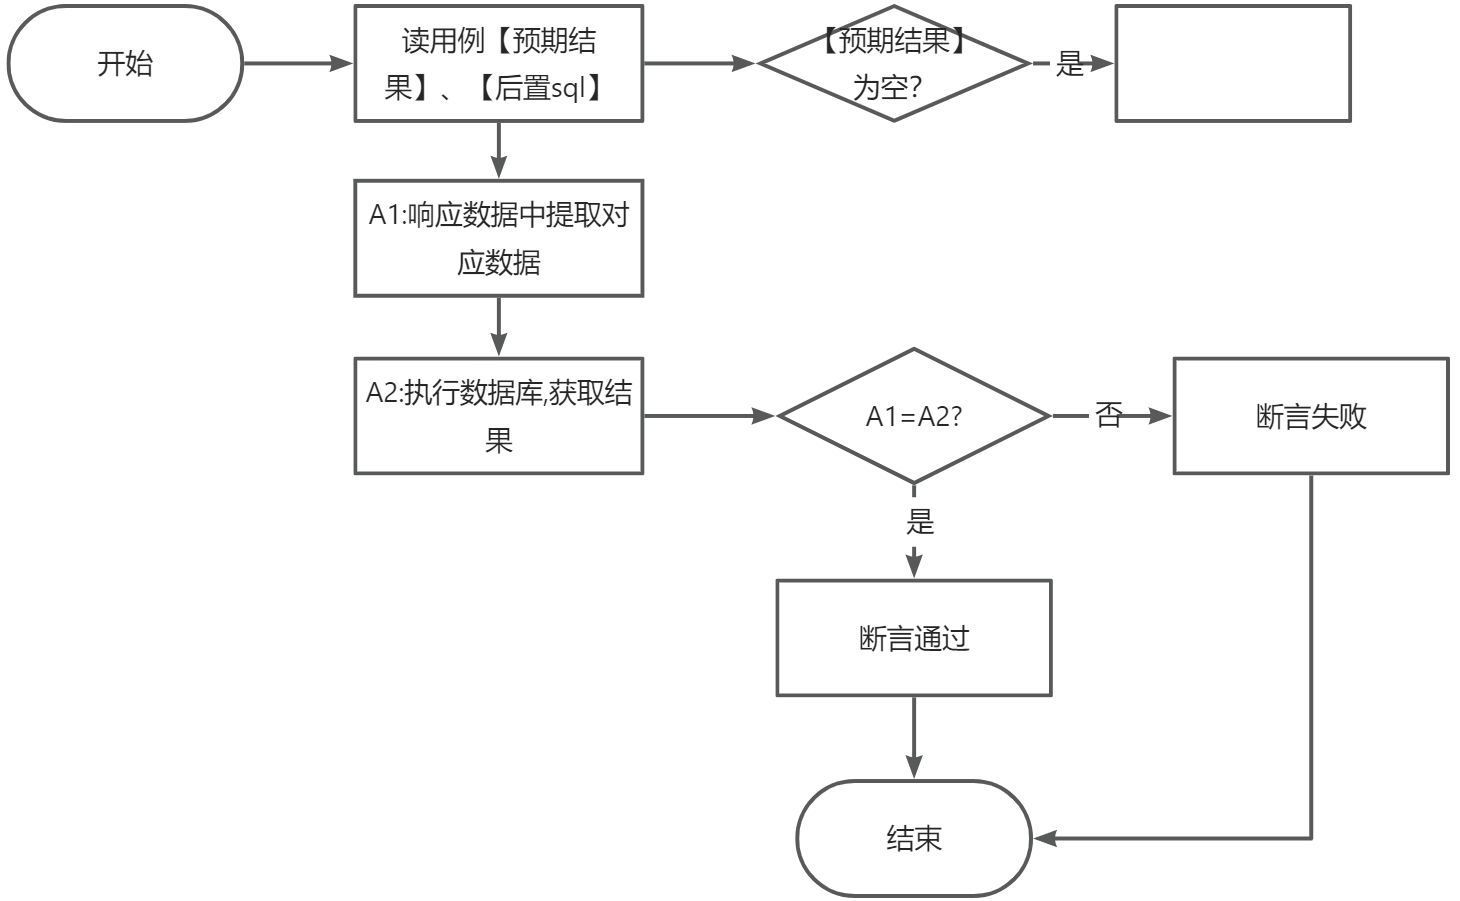 开始
读用例【预期结
果】、【后置sql】
【预期结果】
为空?
是
A1:响应数据中提取对
应数据
A2:执行数据库,获取结
果
A1=A2?
否
断言失败
是
断言通过
结束